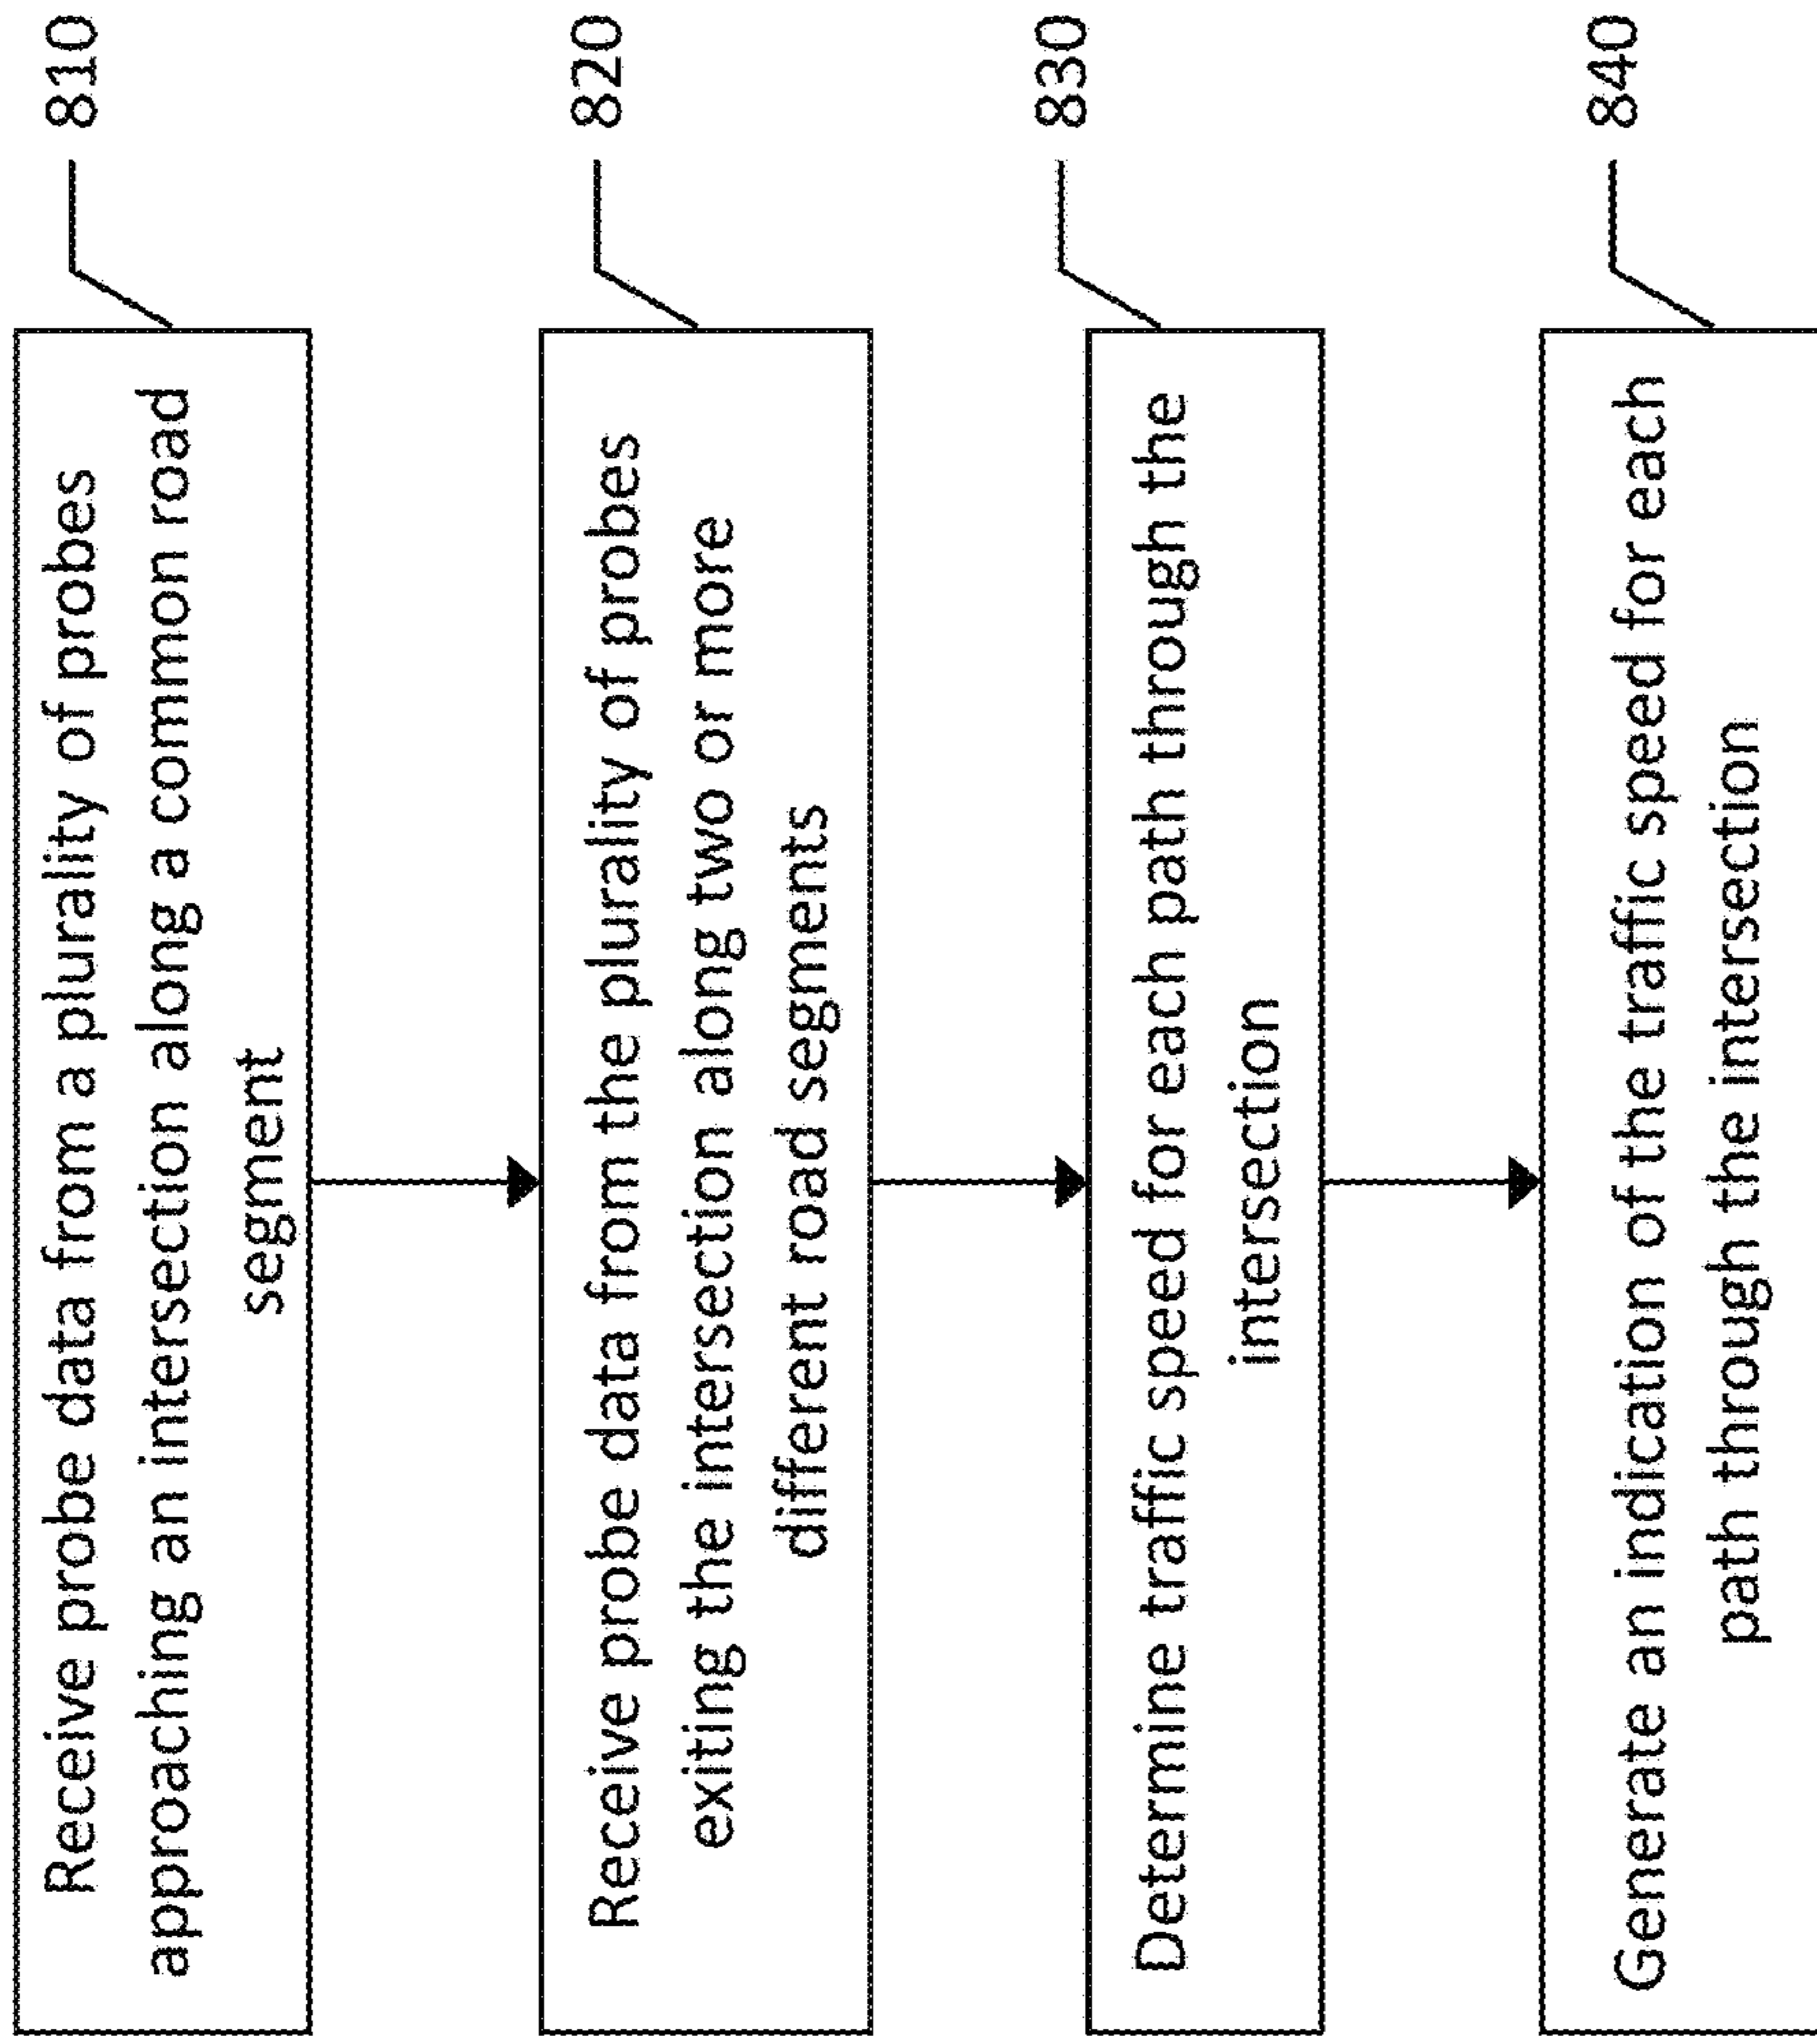 Receive probe data from a plurality of probes
approaching an intersection along a common road
segment
810
Receive probe data from the plurality of probes
exiting the intersection along two or more
different road segments
820
Determine traffic speed for each path through the
intersection
830
Generate an indication of the traffic speed for each
path through the intersection
840